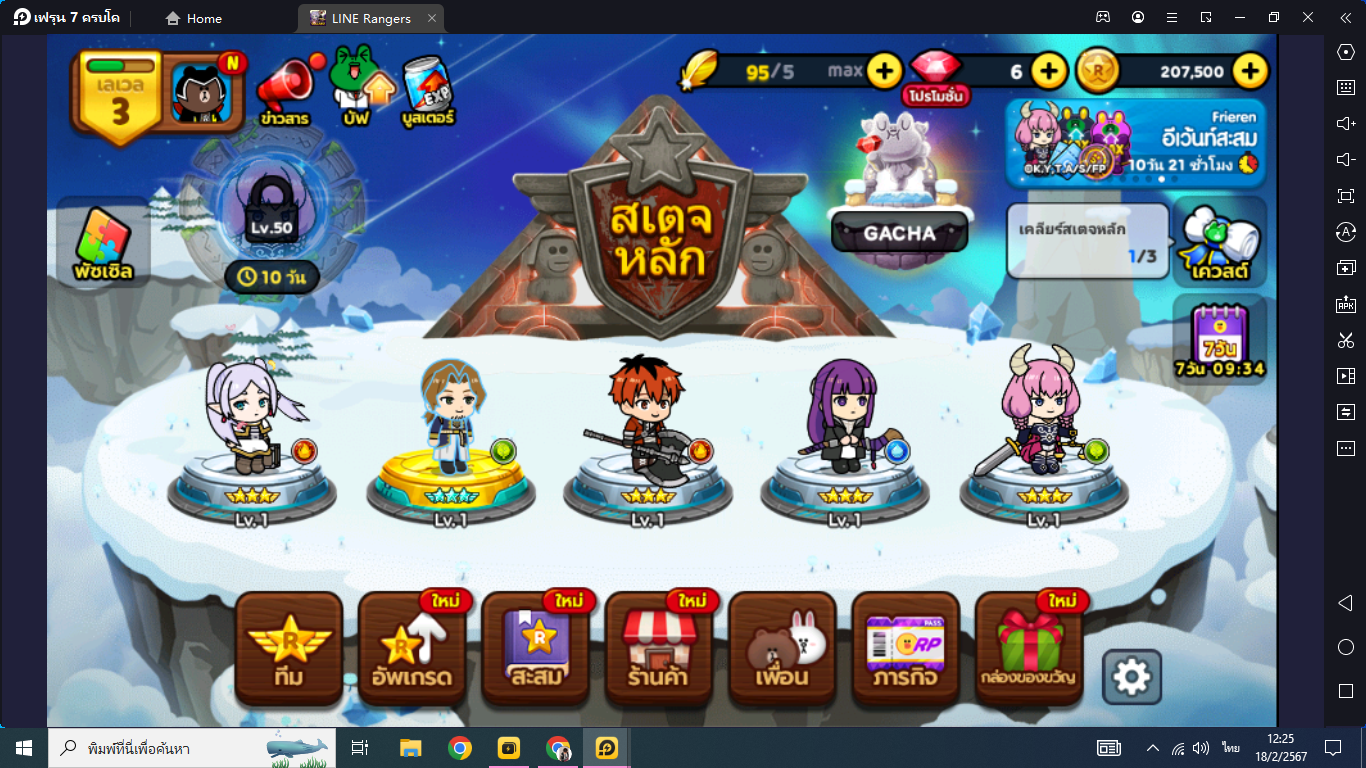 เฟรุน 7 ครบโค
Home
LINE Rangers
เลเวล
3
N
ข่าวสาร
บัฟ
EXP
บูสเตอร์
95/5 max
6
207,500
R
โปรโมชั่น
Frieren
อีเว้นท์สะสม
10วัน 21 ชั่วโมง
©K.Y,T.A/S/FP
สเตจ
หลัก
GACHA
Lv.50
10 วัน
พัซเซิล
เคลียร์สเตจหลัก
1/3
เควสต์
7วัน
7วัน 09:34
Lv.1
Lv.1
Lv.1
Lv.1
Lv.1
R
ทีม
ใหม่
R
อัพเกรด
ใหม่
R
สะสม
ใหม่
ร้านค้า
เพื่อน
PASS
RP
ภารกิจ
ใหม่
กล่องของขวัญ
APK
พิมพ์ที่นี่เพื่อค้นหา
ไทย
12:25
18/2/2567